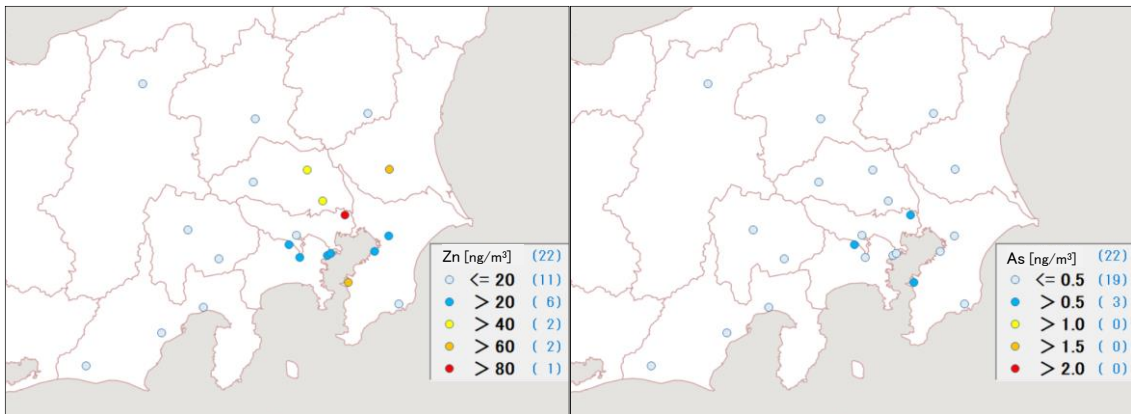 Zn [ng/m³] (22)
<= 20 (11)
> 20 ( 6)
> 40 ( 2)
> 60 ( 2)
> 80 ( 1)
As [ng/m³] (22)
<= 0.5 (19)
> 0.5 ( 3)
> 1.0 ( 0)
> 1.5 ( 0)
> 2.0 ( 0)